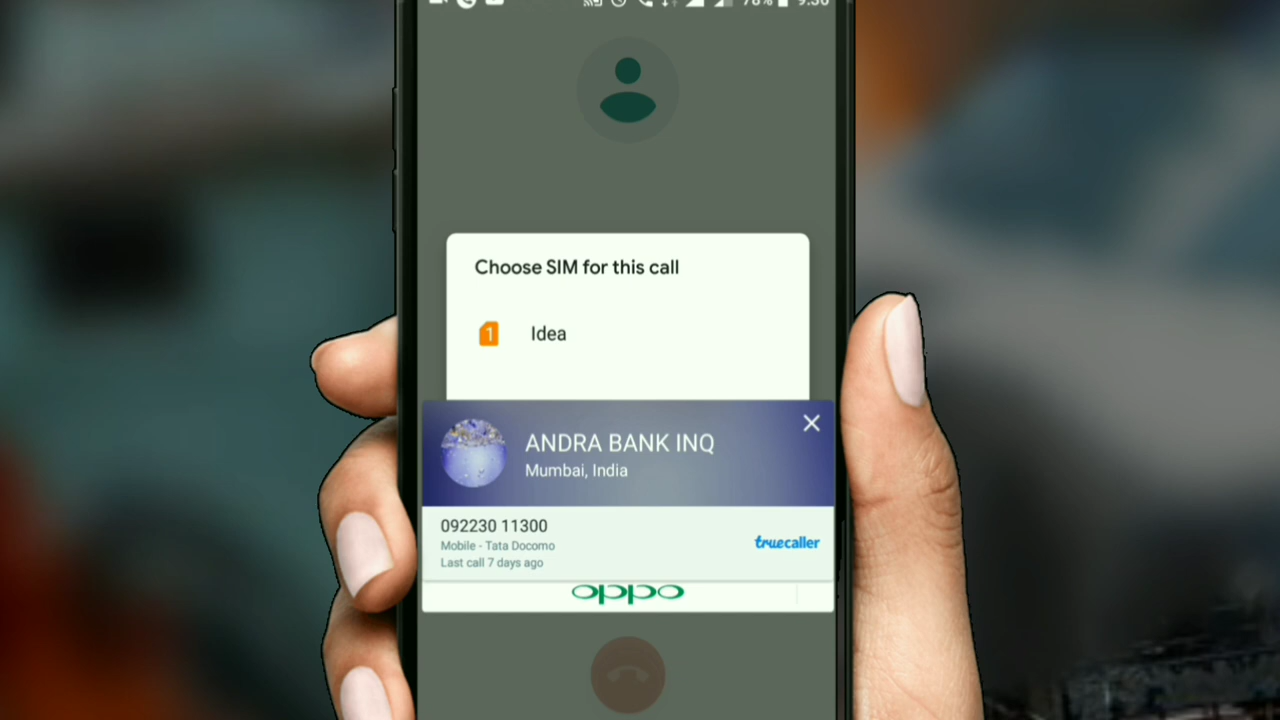 Choose SIM for this call
1
Idea
ANDRA BANK INQ
Mumbai, India
092230 11300
Mobile - Tata Docomo
truecaller
Last call 7 days ago
oppo